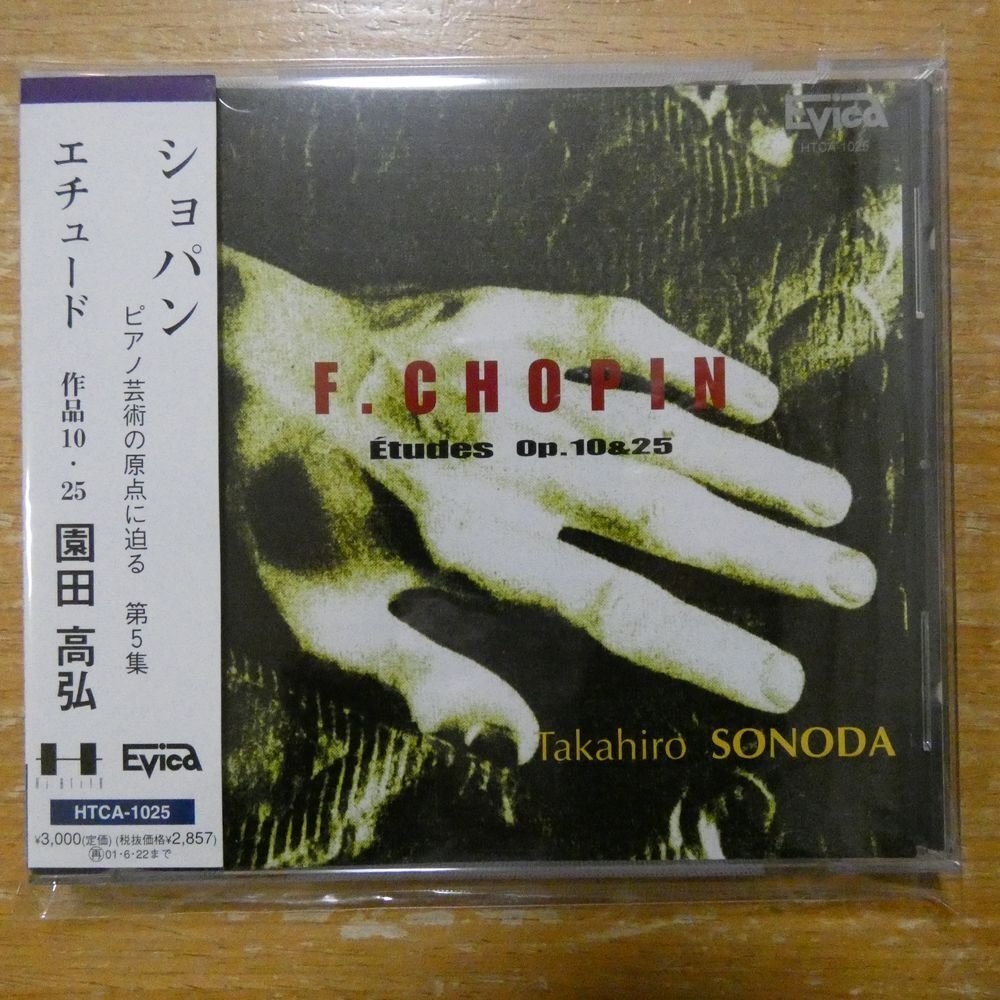 ショパン
エチュード 作品10・25 園田 高弘
ピアノ芸術の原点に迫る 第5集
Evica
HTCA-1025
¥3,000(定価) (税抜価格¥2,857)
再 01・6・22まで
Evica
HTCA-1025
F. CHOPIN
Études Op.10&25
Takahiro SONODA